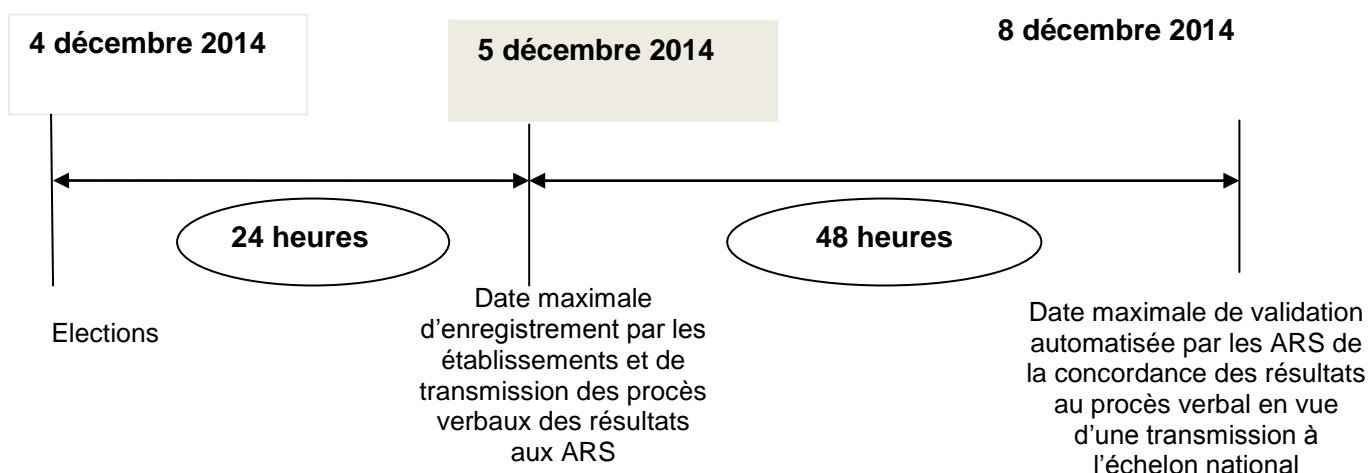 4 décembre 2014
5 décembre 2014
8 décembre 2014
24 heures
48 heures
Elections
Date maximale
d’enregistrement par les
établissements et de
transmission des procès
verbaux des résultats
aux ARS
Date maximale de validation
automatisée par les ARS de
la concordance des résultats
au procès verbal en vue
d’une transmission à
l’échelon national